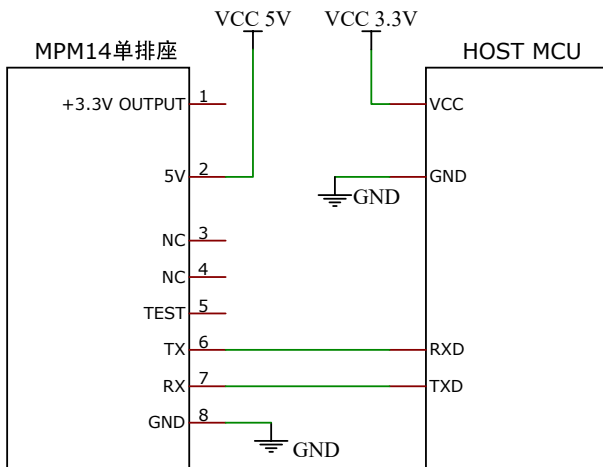 VCC 5V
VCC 3.3V
MPM14单排座
HOST MCU
+3.3V OUTPUT 1
VCC
5V 2
GND
GND
NC 3
NC 4
TEST 5
TX 6
RXD
RX 7
TXD
GND 8
GND